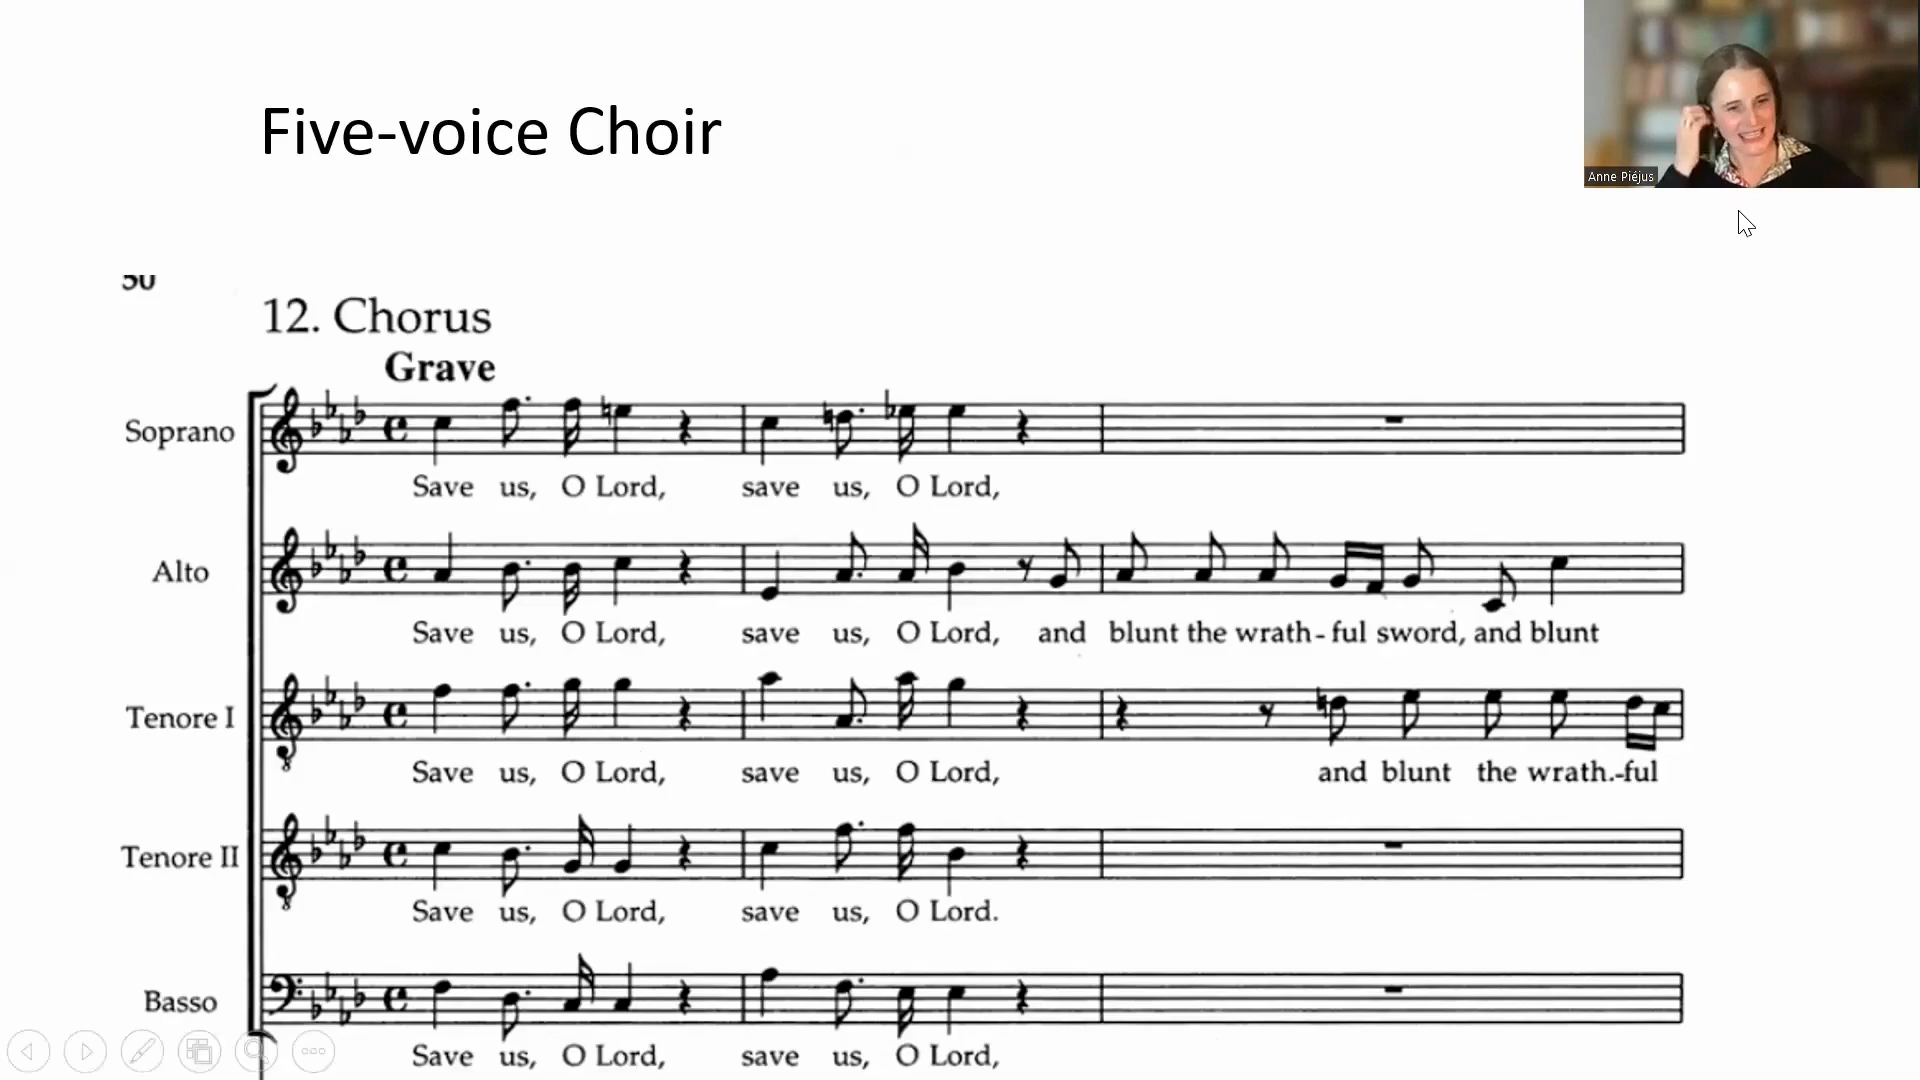 Five-voice Choir
Anne Piéjus
50
12. Chorus
Grave
Soprano
Save us, O Lord, save us, O Lord,
Alto
Save us, O Lord, save us, O Lord, and blunt the wrath-ful sword, and blunt
Tenore I
Save us, O Lord, save us, O Lord, and blunt the wrath.-ful
Tenore II
Save us, O Lord, save us, O Lord.
Basso
Save us, O Lord, save us, O Lord,